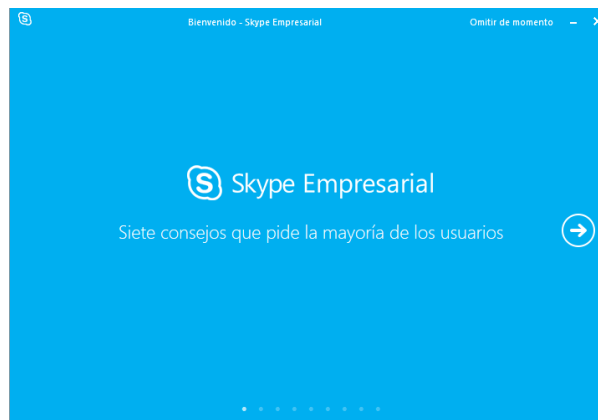 Bienvenido - Skype Empresarial
Omitir de momento
Skype Empresarial
Siete consejos que pide la mayoría de los usuarios